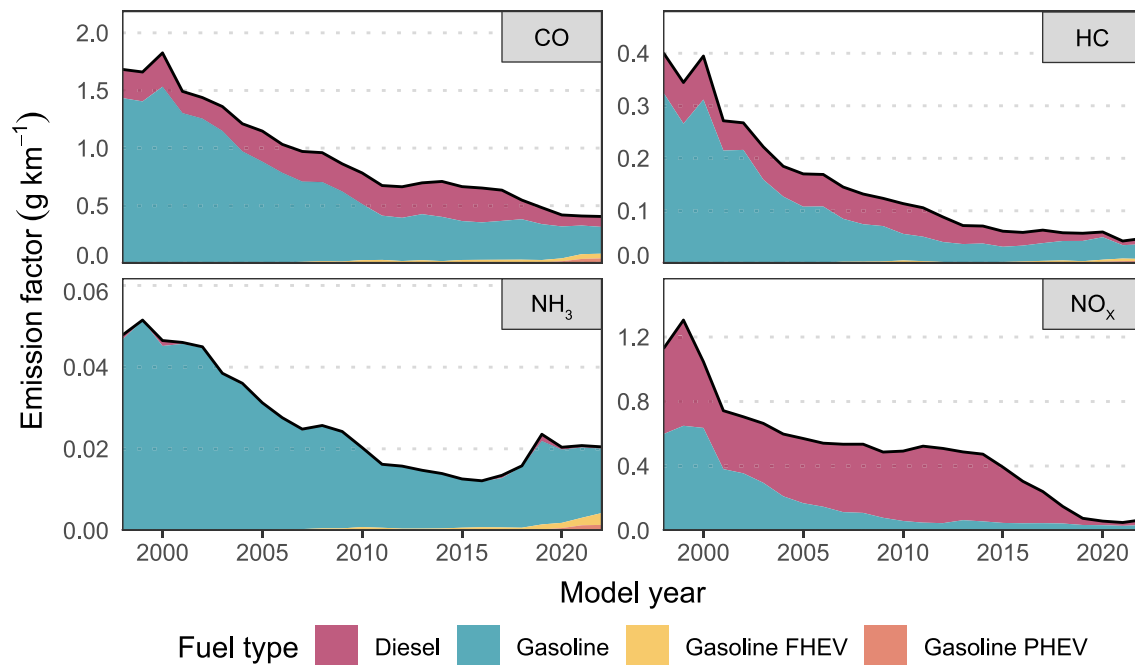 CO
HC
2.0
1.5
1.0
0.5
0.0
0.4
0.3
0.2
0.1
0.0
NH₃
NOₓ
0.06
0.04
0.02
0.00
1.2
0.8
0.4
0.0
2000 2005 2010 2015 2020
2000 2005 2010 2015 2020
Emission factor (g km⁻¹)
Model year
Fuel type Diesel Gasoline Gasoline FHEV Gasoline PHEV